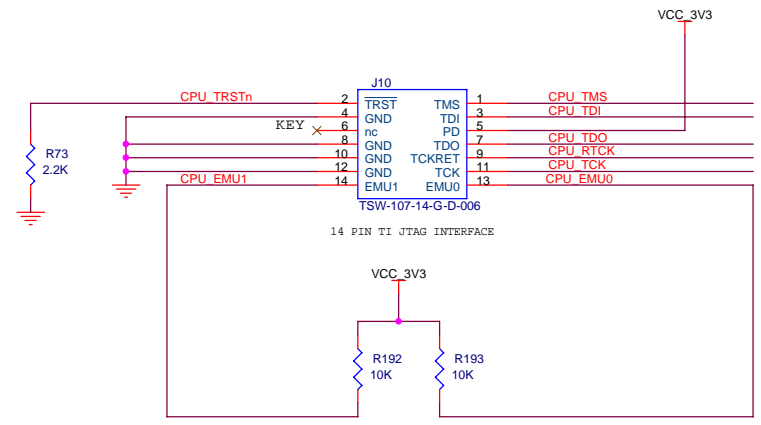 VCC_3V3
J10
CPU_TRSTn 2 TRST TMS 1 CPU_TMS
4 GND TDI 3 CPU_TDI
KEY 6 nc PD 5
8 GND TDO 7 CPU_TDO
10 GND TCKRET 9 CPU_RTCK
12 GND TCK 11 CPU_TCK
CPU_EMU1 14 EMU1 EMU0 13 CPU_EMU0
R73
2.2K
TSW-107-14-G-D-006
14 PIN TI JTAG INTERFACE
VCC_3V3
R192 R193
10K 10K